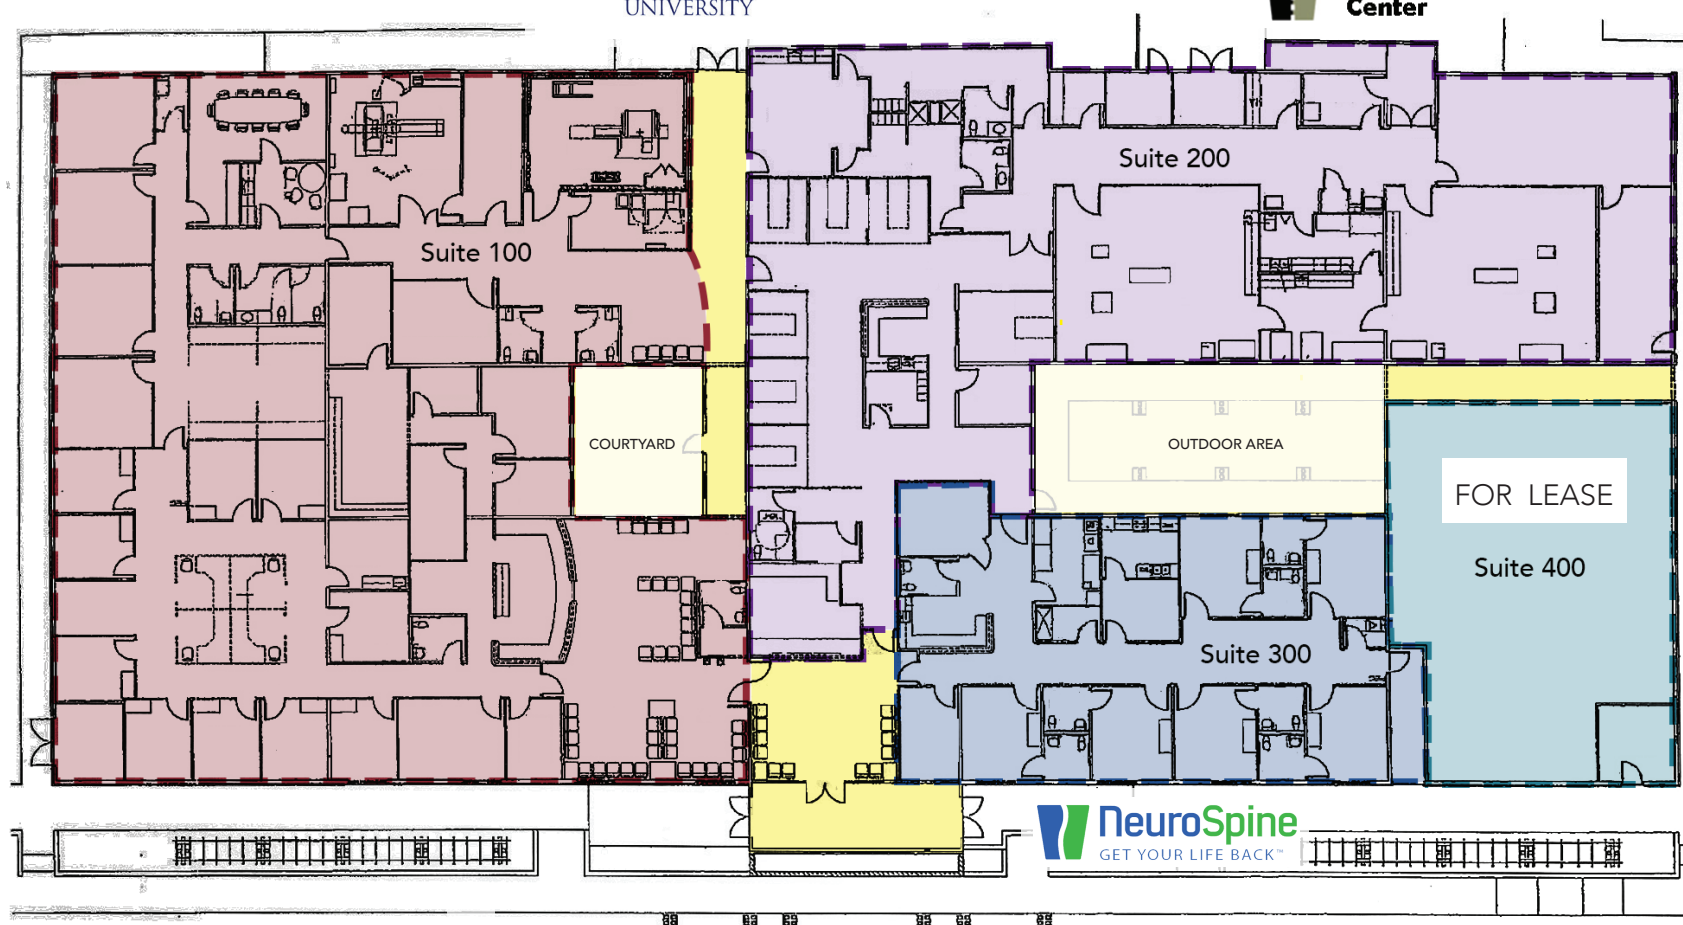 UNIVERSITY
Center
Suite 200
Suite 100
COURTYARD
OUTDOOR AREA
FOR LEASE
Suite 400
Suite 300
NeuroSpine
GET YOUR LIFE BACK™